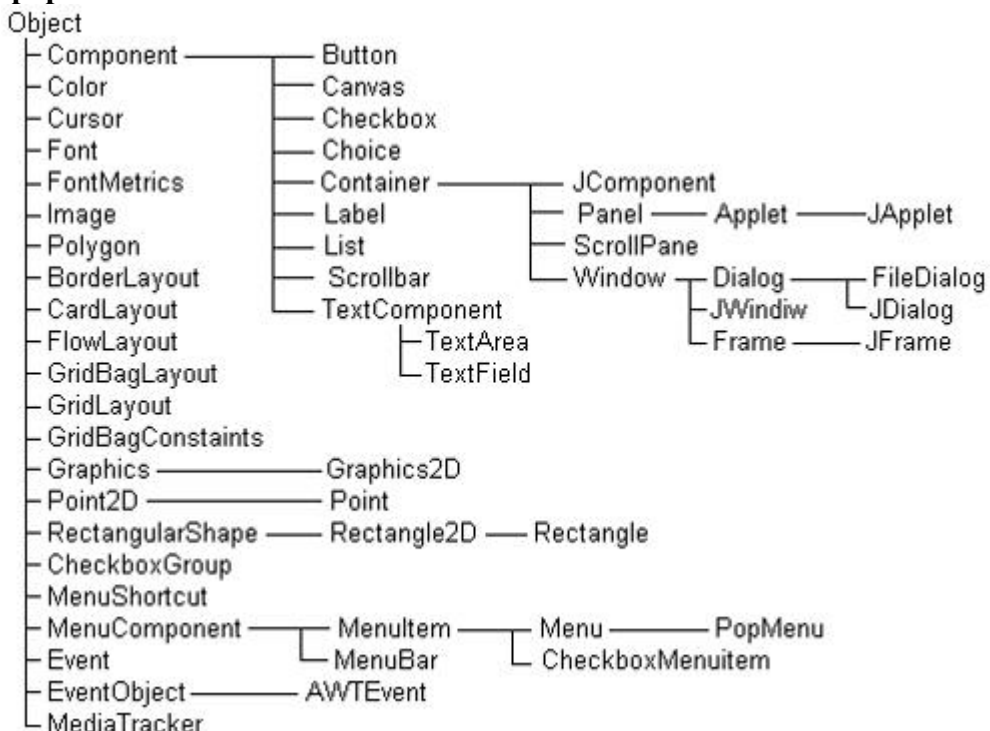 Object
Component Button
Color Canvas
Cursor Checkbox
Font Choice
FontMetrics Container JComponent
Image Label Panel Applet JApplet
Polygon List ScrollPane
BorderLayout Scrollbar Window Dialog FileDialog
CardLayout TextComponent JWindiw JDialog
FlowLayout TextArea Frame JFrame
GridBagLayout TextField
GridLayout
GridBagConstaints
Graphics Graphics2D
Point2D Point
RectangularShape Rectangle2D Rectangle
CheckboxGroup
MenuShortcut
MenuComponent MenuItem Menu PopMenu
Event MenuBar CheckboxMenuitem
EventObject AWTEvent
MediaTracker